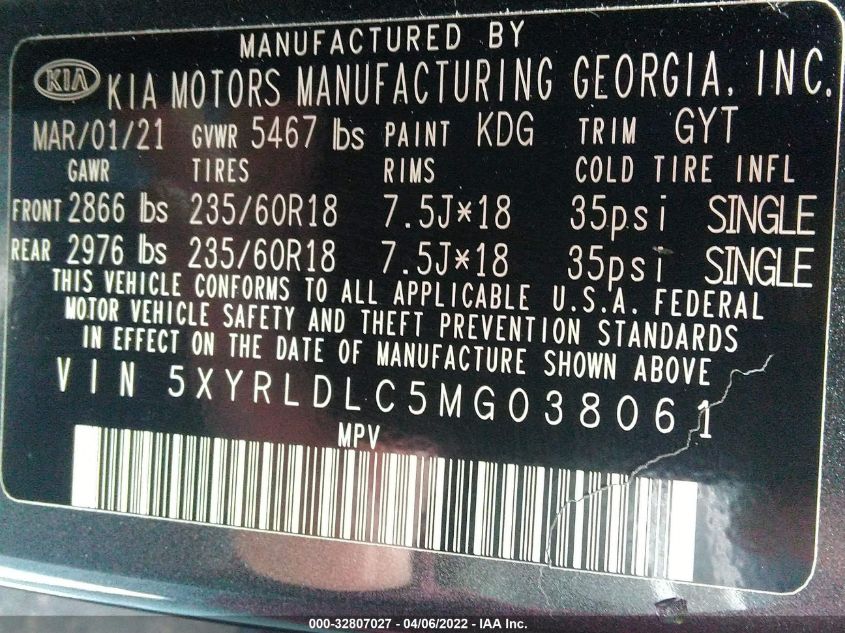 MANUFACTURED BY
KIA KIA MOTORS MANUFACTURING GEORGIA, INC.
MAR/01/21 GVWR 5467 lbs PAINT KDG TRIM GYT
GAWR TIRES RIMS COLD TIRE INFL
FRONT 2866 lbs 235/60R18 7.5J*18 35psi SINGLE
REAR 2976 lbs 235/60R18 7.5J*18 35psi SINGLE
THIS VEHICLE CONFORMS TO ALL APPLICABLE U.S.A. FEDERAL
MOTOR VEHICLE SAFETY AND THEFT PREVENTION STANDARDS
IN EFFECT ON THE DATE OF MANUFACTURE SHOWN ABOVE
VIN 5XYRLDLC5MG038061
MPV
000-32807027 - 04/06/2022 - IAA Inc.